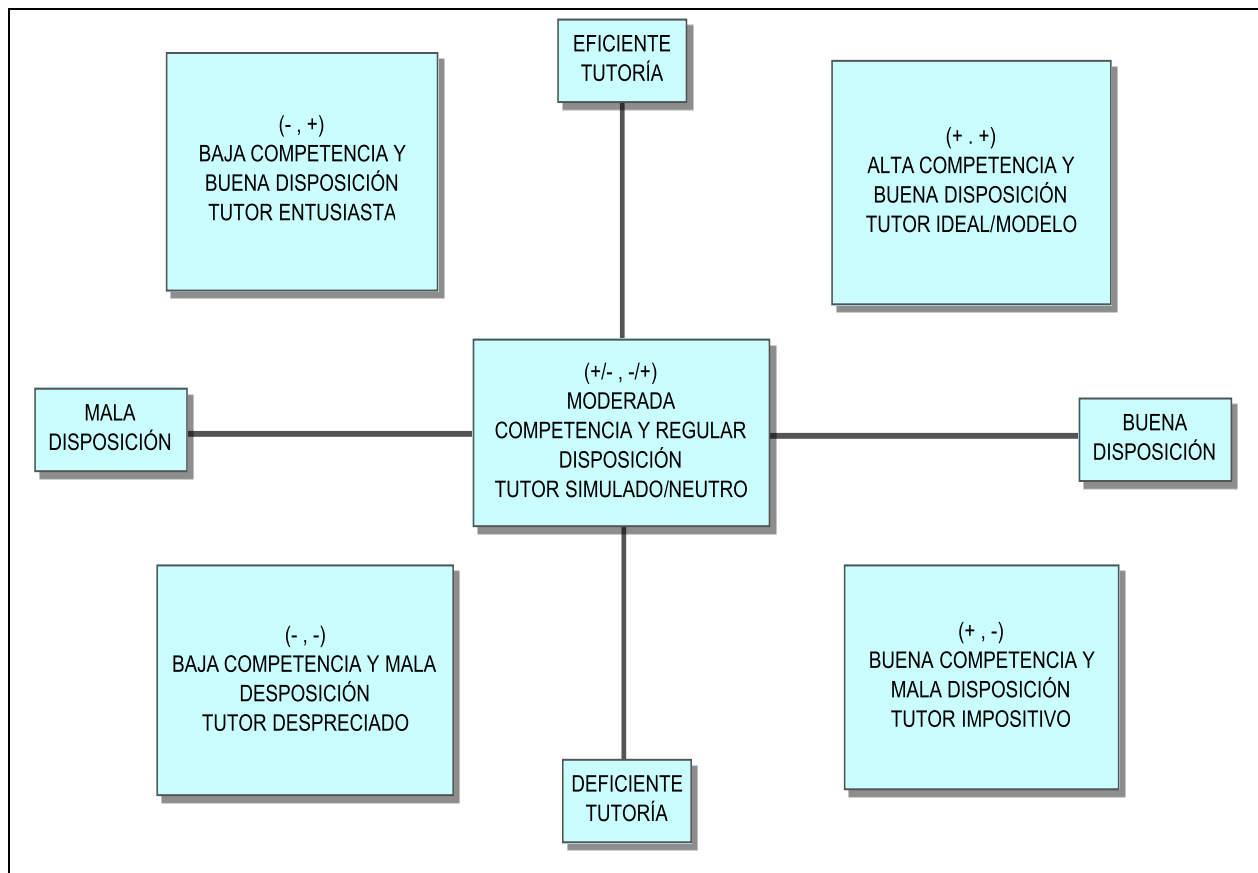 EFICIENTE
TUTORÍA
(- , +)
BAJA COMPETENCIA Y
BUENA DISPOSICIÓN
TUTOR ENTUSIASTA
(+ . +)
ALTA COMPETENCIA Y
BUENA DISPOSICIÓN
TUTOR IDEAL/MODELO
(+/- , -/+)
MODERADA
COMPETENCIA Y REGULAR
DISPOSICIÓN
TUTOR SIMULADO/NEUTRO
MALA
DISPOSICIÓN
BUENA
DISPOSICIÓN
(- , -)
BAJA COMPETENCIA Y MALA
DESPOSICIÓN
TUTOR DESPRECIADO
(+ , -)
BUENA COMPETENCIA Y
MALA DISPOSICIÓN
TUTOR IMPOSITIVO
DEFICIENTE
TUTORÍA